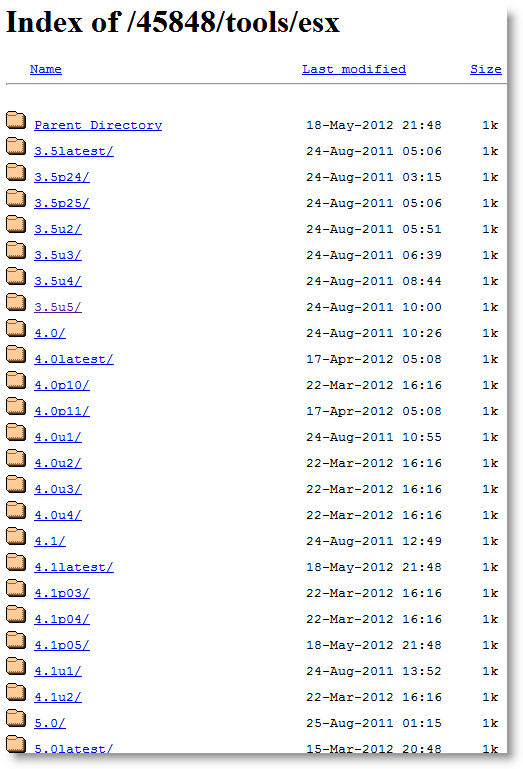 Index of /45848/tools/esx
Name Last modified Size
Parent Directory 18-May-2012 21:48 1k
3.5latest/ 24-Aug-2011 05:06 1k
3.5p24/ 24-Aug-2011 03:15 1k
3.5p25/ 24-Aug-2011 05:06 1k
3.5u2/ 24-Aug-2011 05:51 1k
3.5u3/ 24-Aug-2011 06:39 1k
3.5u4/ 24-Aug-2011 08:44 1k
3.5u5/ 24-Aug-2011 10:00 1k
4.0/ 24-Aug-2011 10:26 1k
4.0latest/ 17-Apr-2012 05:08 1k
4.0p10/ 22-Mar-2012 16:16 1k
4.0p11/ 17-Apr-2012 05:08 1k
4.0u1/ 24-Aug-2011 10:55 1k
4.0u2/ 22-Mar-2012 16:16 1k
4.0u3/ 22-Mar-2012 16:16 1k
4.0u4/ 22-Mar-2012 16:16 1k
4.1/ 24-Aug-2011 12:49 1k
4.1latest/ 18-May-2012 21:48 1k
4.1p03/ 22-Mar-2012 16:16 1k
4.1p04/ 22-Mar-2012 16:16 1k
4.1p05/ 18-May-2012 21:48 1k
4.1u1/ 24-Aug-2011 13:52 1k
4.1u2/ 22-Mar-2012 16:16 1k
5.0/ 25-Aug-2011 01:15 1k
5.0latest/ 15-Mar-2012 20:48 1k